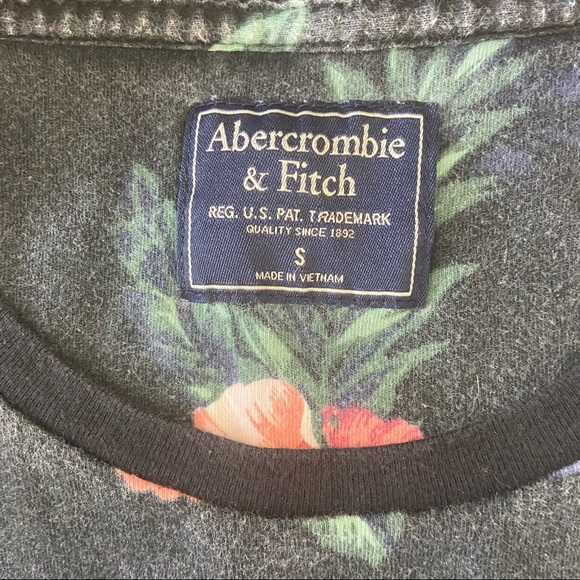 Abercrombie
& Fitch
REG. U.S. PAT. TRADEMARK
QUALITY SINCE 1892
S
MADE IN VIETNAM